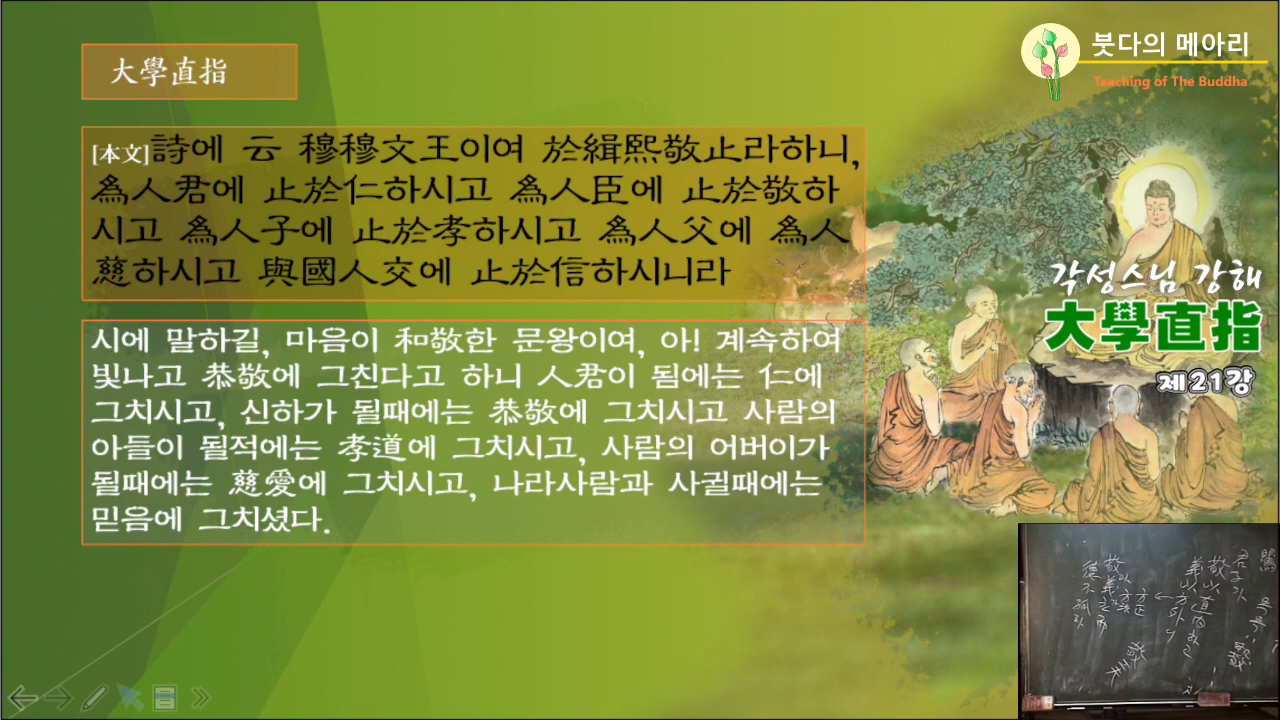 大學直指
붓다의 메아리
Teaching of The Buddha
[本文]詩에 云 穆穆文王이여 於緝熙敬止라하니,
爲人君에 止於仁하시고 爲人臣에 止於敬하
시고 爲人子에 止於孝하시고 爲人父에 爲人
慈하시고 與國人交에 止於信하시니라
시에 말하길, 마음이 和敬한 문왕이여, 아! 계속하여
빛나고 恭敬에 그친다고 하니 人君이 됨에는 仁에
그치시고, 신하가 될때에는 恭敬에 그치시고 사람의
아들이 될적에는 孝道에 그치시고, 사람의 어버이가
될때에는 慈愛에 그치시고, 나라사람과 사귈때에는
믿음에 그치셨다.
각성스님 강해
大學直指
제21강
敬以直內
義以方外